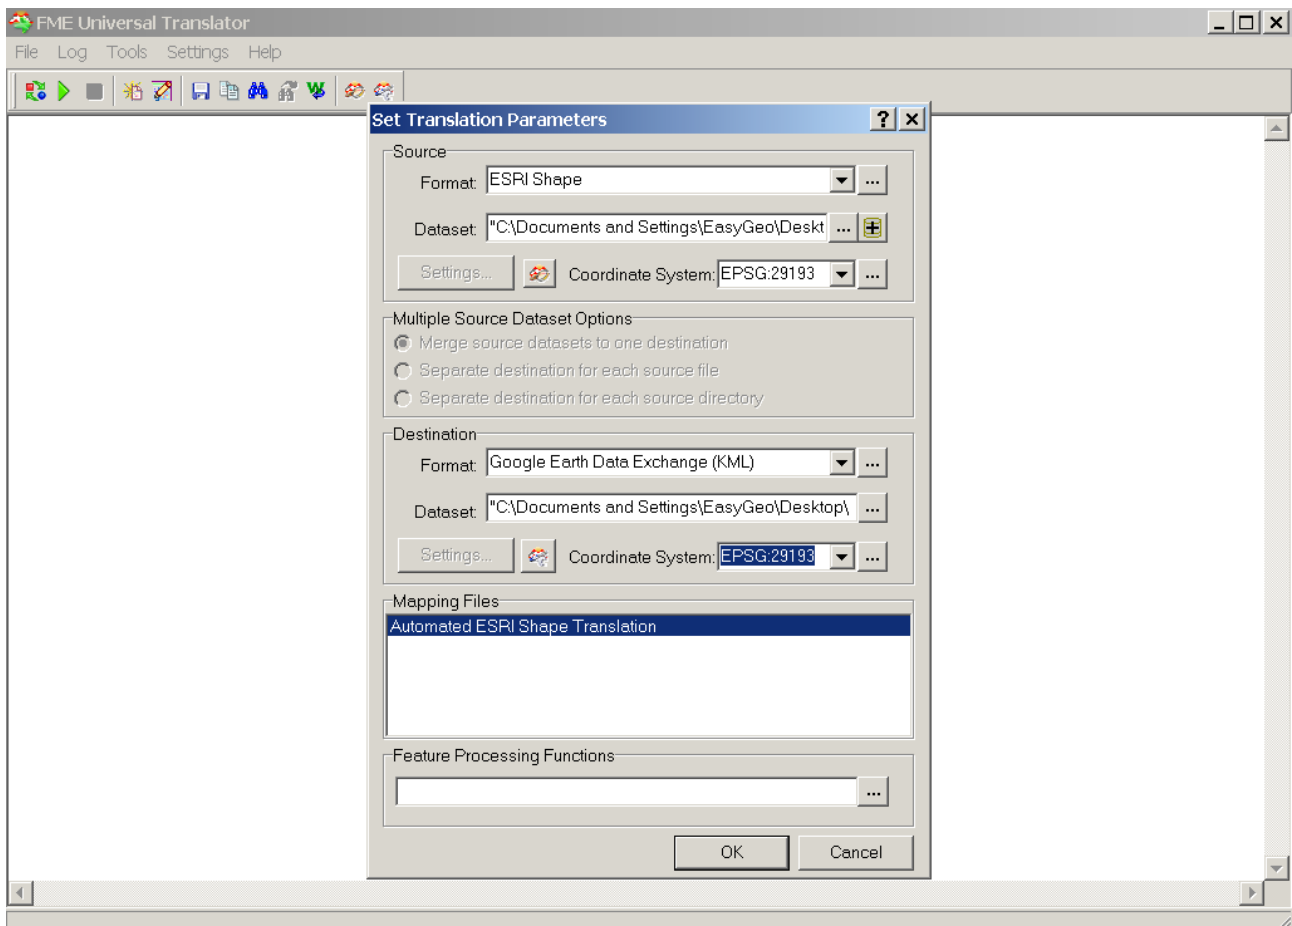 FME Universal Translator
File Log Tools Settings Help
Set Translation Parameters
Source
Format: ESRI Shape
Dataset: "C:\Documents and Settings\EasyGeo\Deskt
Settings... Coordinate System: EPSG:29193
Multiple Source Dataset Options
Merge source datasets to one destination
Separate destination for each source file
Separate destination for each source directory
Destination
Format: Google Earth Data Exchange (KML)
Dataset: "C:\Documents and Settings\EasyGeo\Desktop\
Settings... Coordinate System: EPSG:29193
Mapping Files
Automated ESRI Shape Translation
Feature Processing Functions
OK Cancel